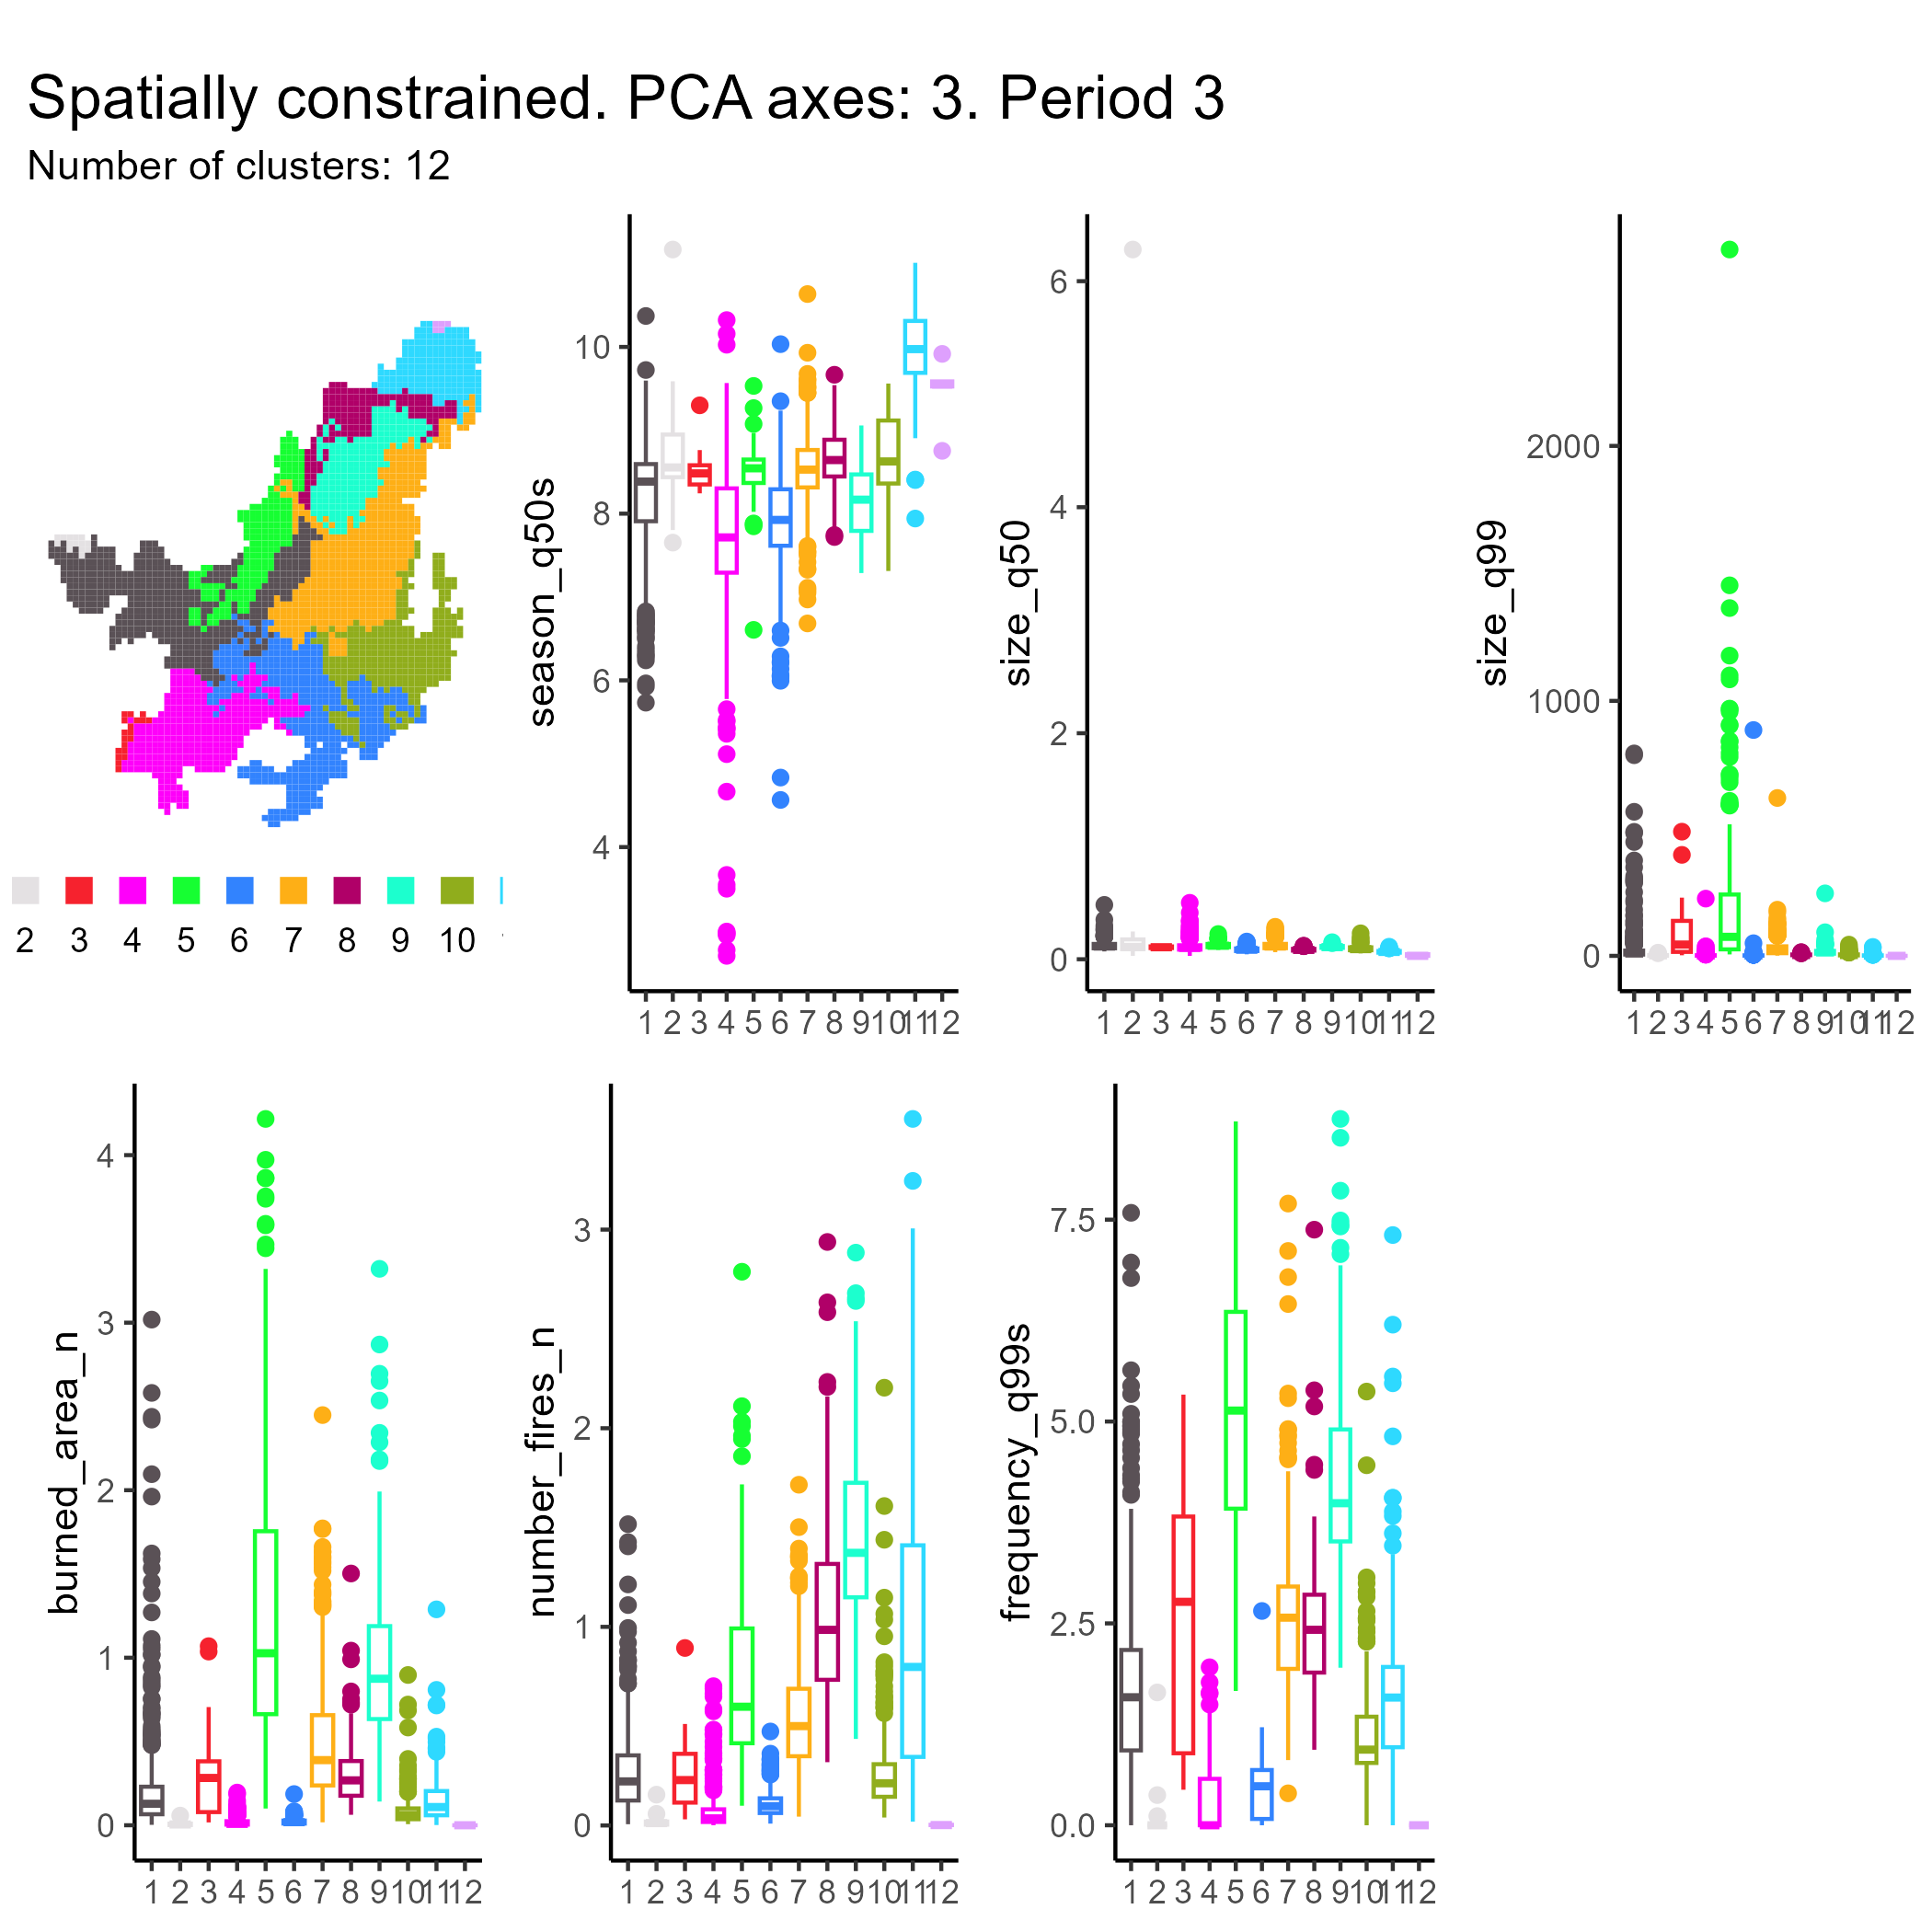 Spatially constrained. PCA axes: 3. Period 3
Number of clusters: 12
2 3 4 5 6 7 8 9 10
season_q50s
10
8
6
4
1 2 3 4 5 6 7 8 9 10 11 12
size_q50
6
4
2
0
1 2 3 4 5 6 7 8 9 10 11 12
size_q99
2000
1000
0
1 2 3 4 5 6 7 8 9 10 11 12
burned_area_n
4
3
2
1
0
1 2 3 4 5 6 7 8 9 10 11 12
number_fires_n
3
2
1
0
1 2 3 4 5 6 7 8 9 10 11 12
frequency_q99s
7.5
5.0
2.5
0.0
1 2 3 4 5 6 7 8 9 10 11 12